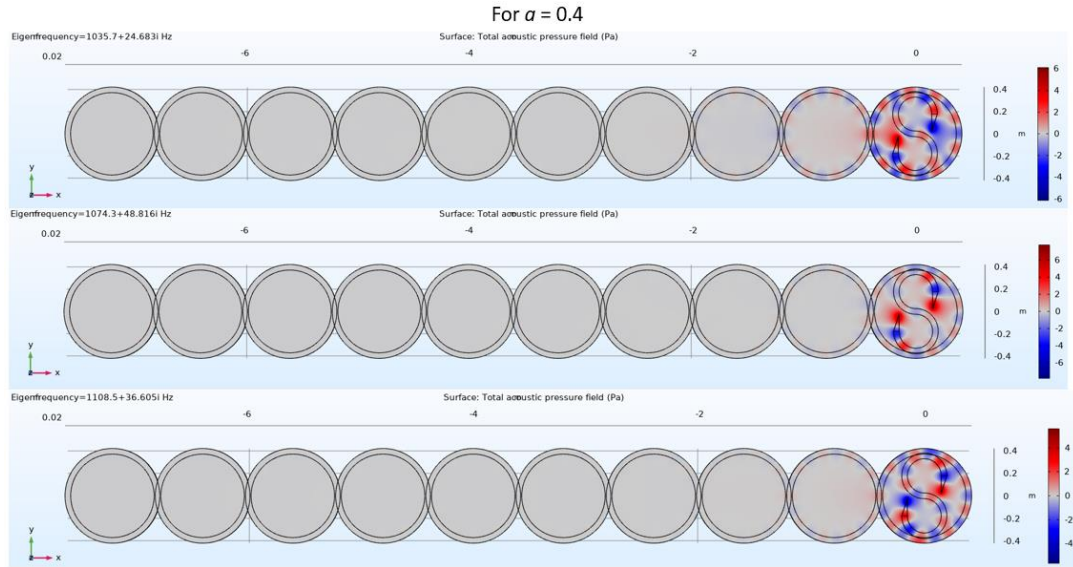 For a = 0.4
Eigenfrequency=1035.7+24.683i Hz Surface: Total acoustic pressure field (Pa)
0.02 -6 -4 -2 0
6
4
2
0
-2
-4
-6
0.4
0.2
0 m
-0.2
-0.4
y
z x
Eigenfrequency=1074.3+48.816i Hz Surface: Total acoustic pressure field (Pa)
0.02 -6 -4 -2 0
6
4
2
0
-2
-4
-6
0.4
0.2
0 m
-0.2
-0.4
y
z x
Eigenfrequency=1108.5+36.605i Hz Surface: Total acoustic pressure field (Pa)
0.02 -6 -4 -2 0
4
2
0
-2
-4
0.4
0.2
0 m
-0.2
-0.4
y
z x